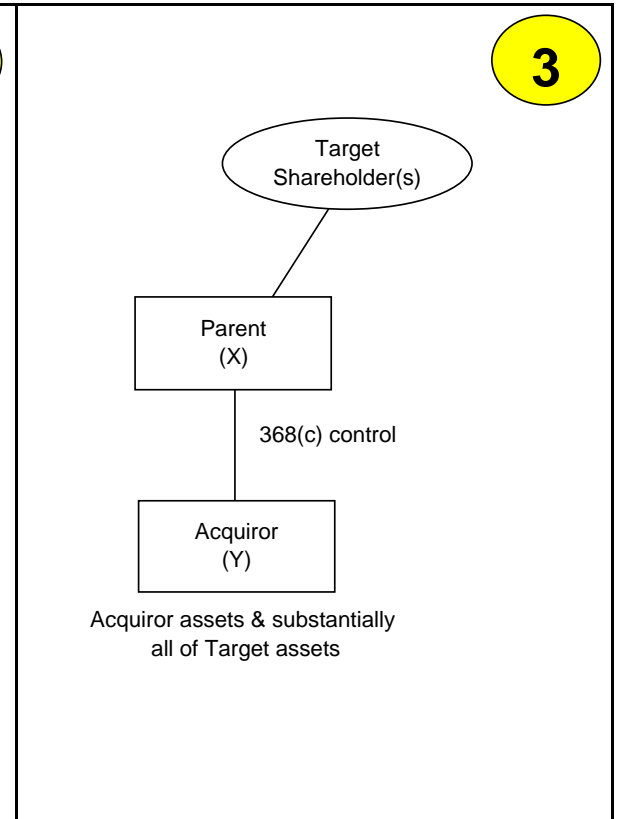 3
Target
Shareholder(s)
Parent
(X)
368(c) control
Acquiror
(Y)
Acquiror assets & substantially
all of Target assets